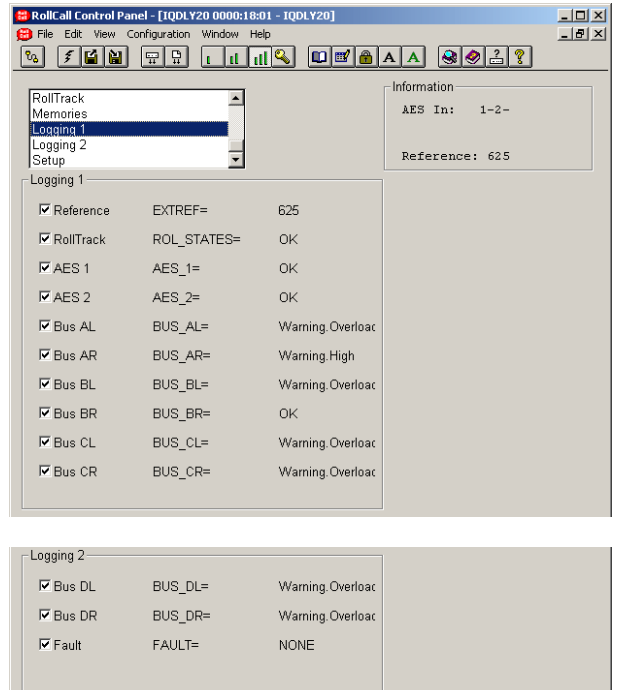 RollCall Control Panel - [IQDLY20 0000:18:01 - IQDLY20]
File Edit View Configuration Window Help
A A
RollTrack
Memories
Logging 1
Logging 2
Setup
Information
AES In: 1-2-
Reference: 625
Logging 1
Reference EXTREF= 625
RollTrack ROL_STATES= OK
AES 1 AES_1= OK
AES 2 AES_2= OK
Bus AL BUS_AL= Warning.Overloac
Bus AR BUS_AR= Warning.High
Bus BL BUS_BL= Warning.Overloac
Bus BR BUS_BR= OK
Bus CL BUS_CL= Warning.Overloac
Bus CR BUS_CR= Warning.Overloac
Logging 2
Bus DL BUS_DL= Warning.Overloac
Bus DR BUS_DR= Warning.Overloac
Fault FAULT= NONE